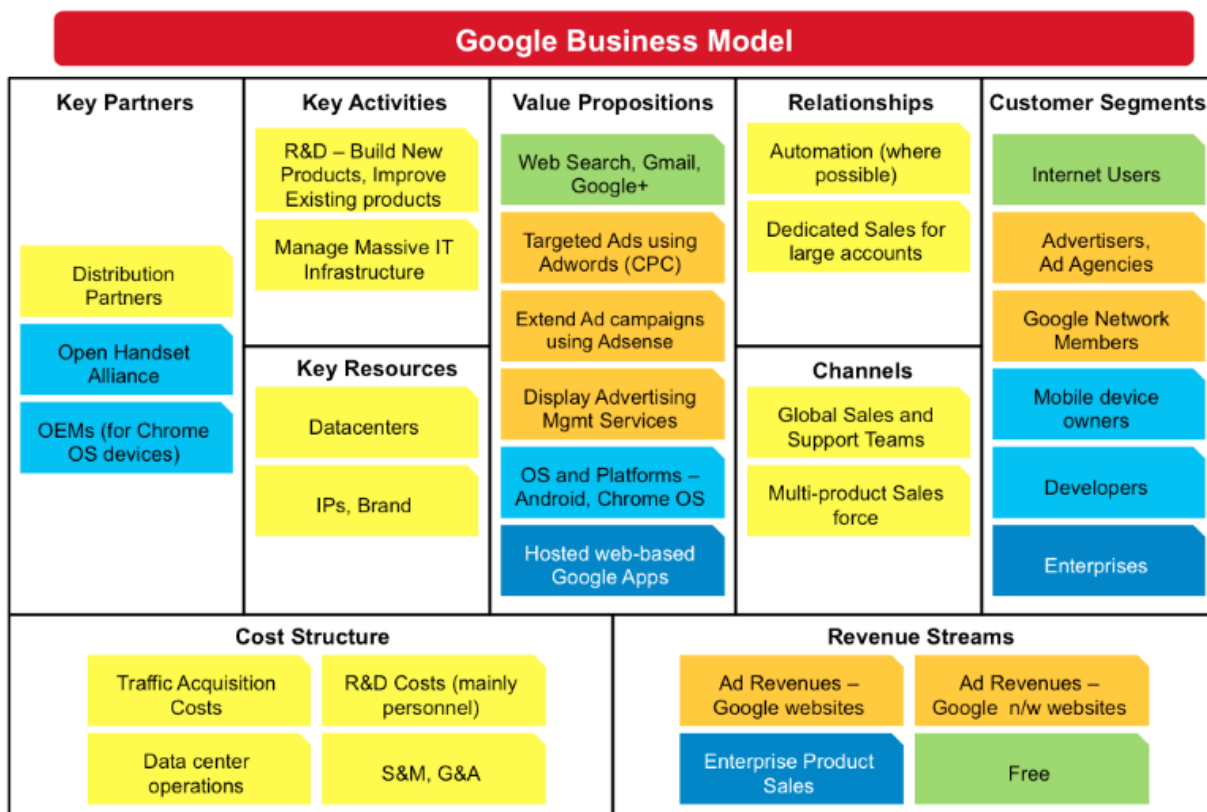 Google Business Model
Key Partners
Distribution
Partners
Open Handset
Alliance
OEMs (for Chrome
OS devices)
Key Activities
R&D – Build New
Products, Improve
Existing products
Manage Massive IT
Infrastructure
Key Resources
Datacenters
IPs, Brand
Value Propositions
Web Search, Gmail,
Google+
Targeted Ads using
Adwords (CPC)
Extend Ad campaigns
using Adsense
Display Advertising
Mgmt Services
OS and Platforms –
Android, Chrome OS
Hosted web-based
Google Apps
Relationships
Automation (where
possible)
Dedicated Sales for
large accounts
Channels
Global Sales and
Support Teams
Multi-product Sales
force
Customer Segments
Internet Users
Advertisers,
Ad Agencies
Google Network
Members
Mobile device
owners
Developers
Enterprises
Cost Structure
Traffic Acquisition
Costs
R&D Costs (mainly
personnel)
Data center
operations
S&M, G&A
Revenue Streams
Ad Revenues –
Google websites
Ad Revenues –
Google n/w websites
Enterprise Product
Sales
Free